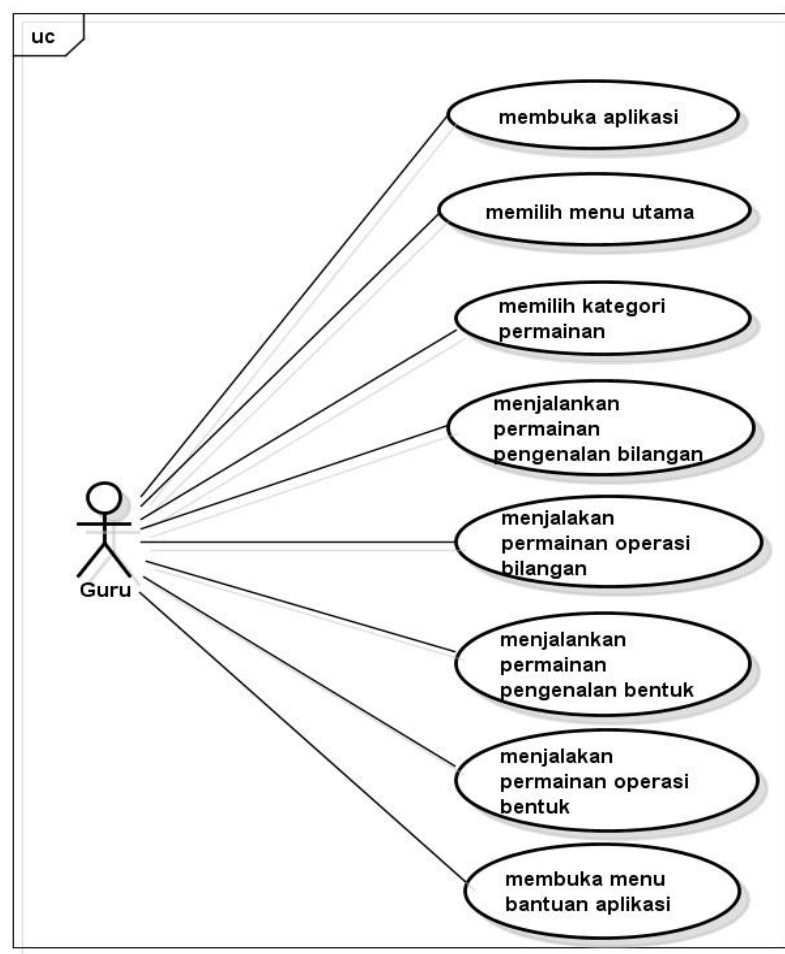 uc
membuka aplikasi
memilih menu utama
memilih kategori
permainan
menjalankan
permainan
pengenalan bilangan
menjalakan
permainan operasi
bilangan
Guru
menjalankan
permainan
pengenalan bentuk
menjalakan
permainan operasi
bentuk
membuka menu
bantuan aplikasi